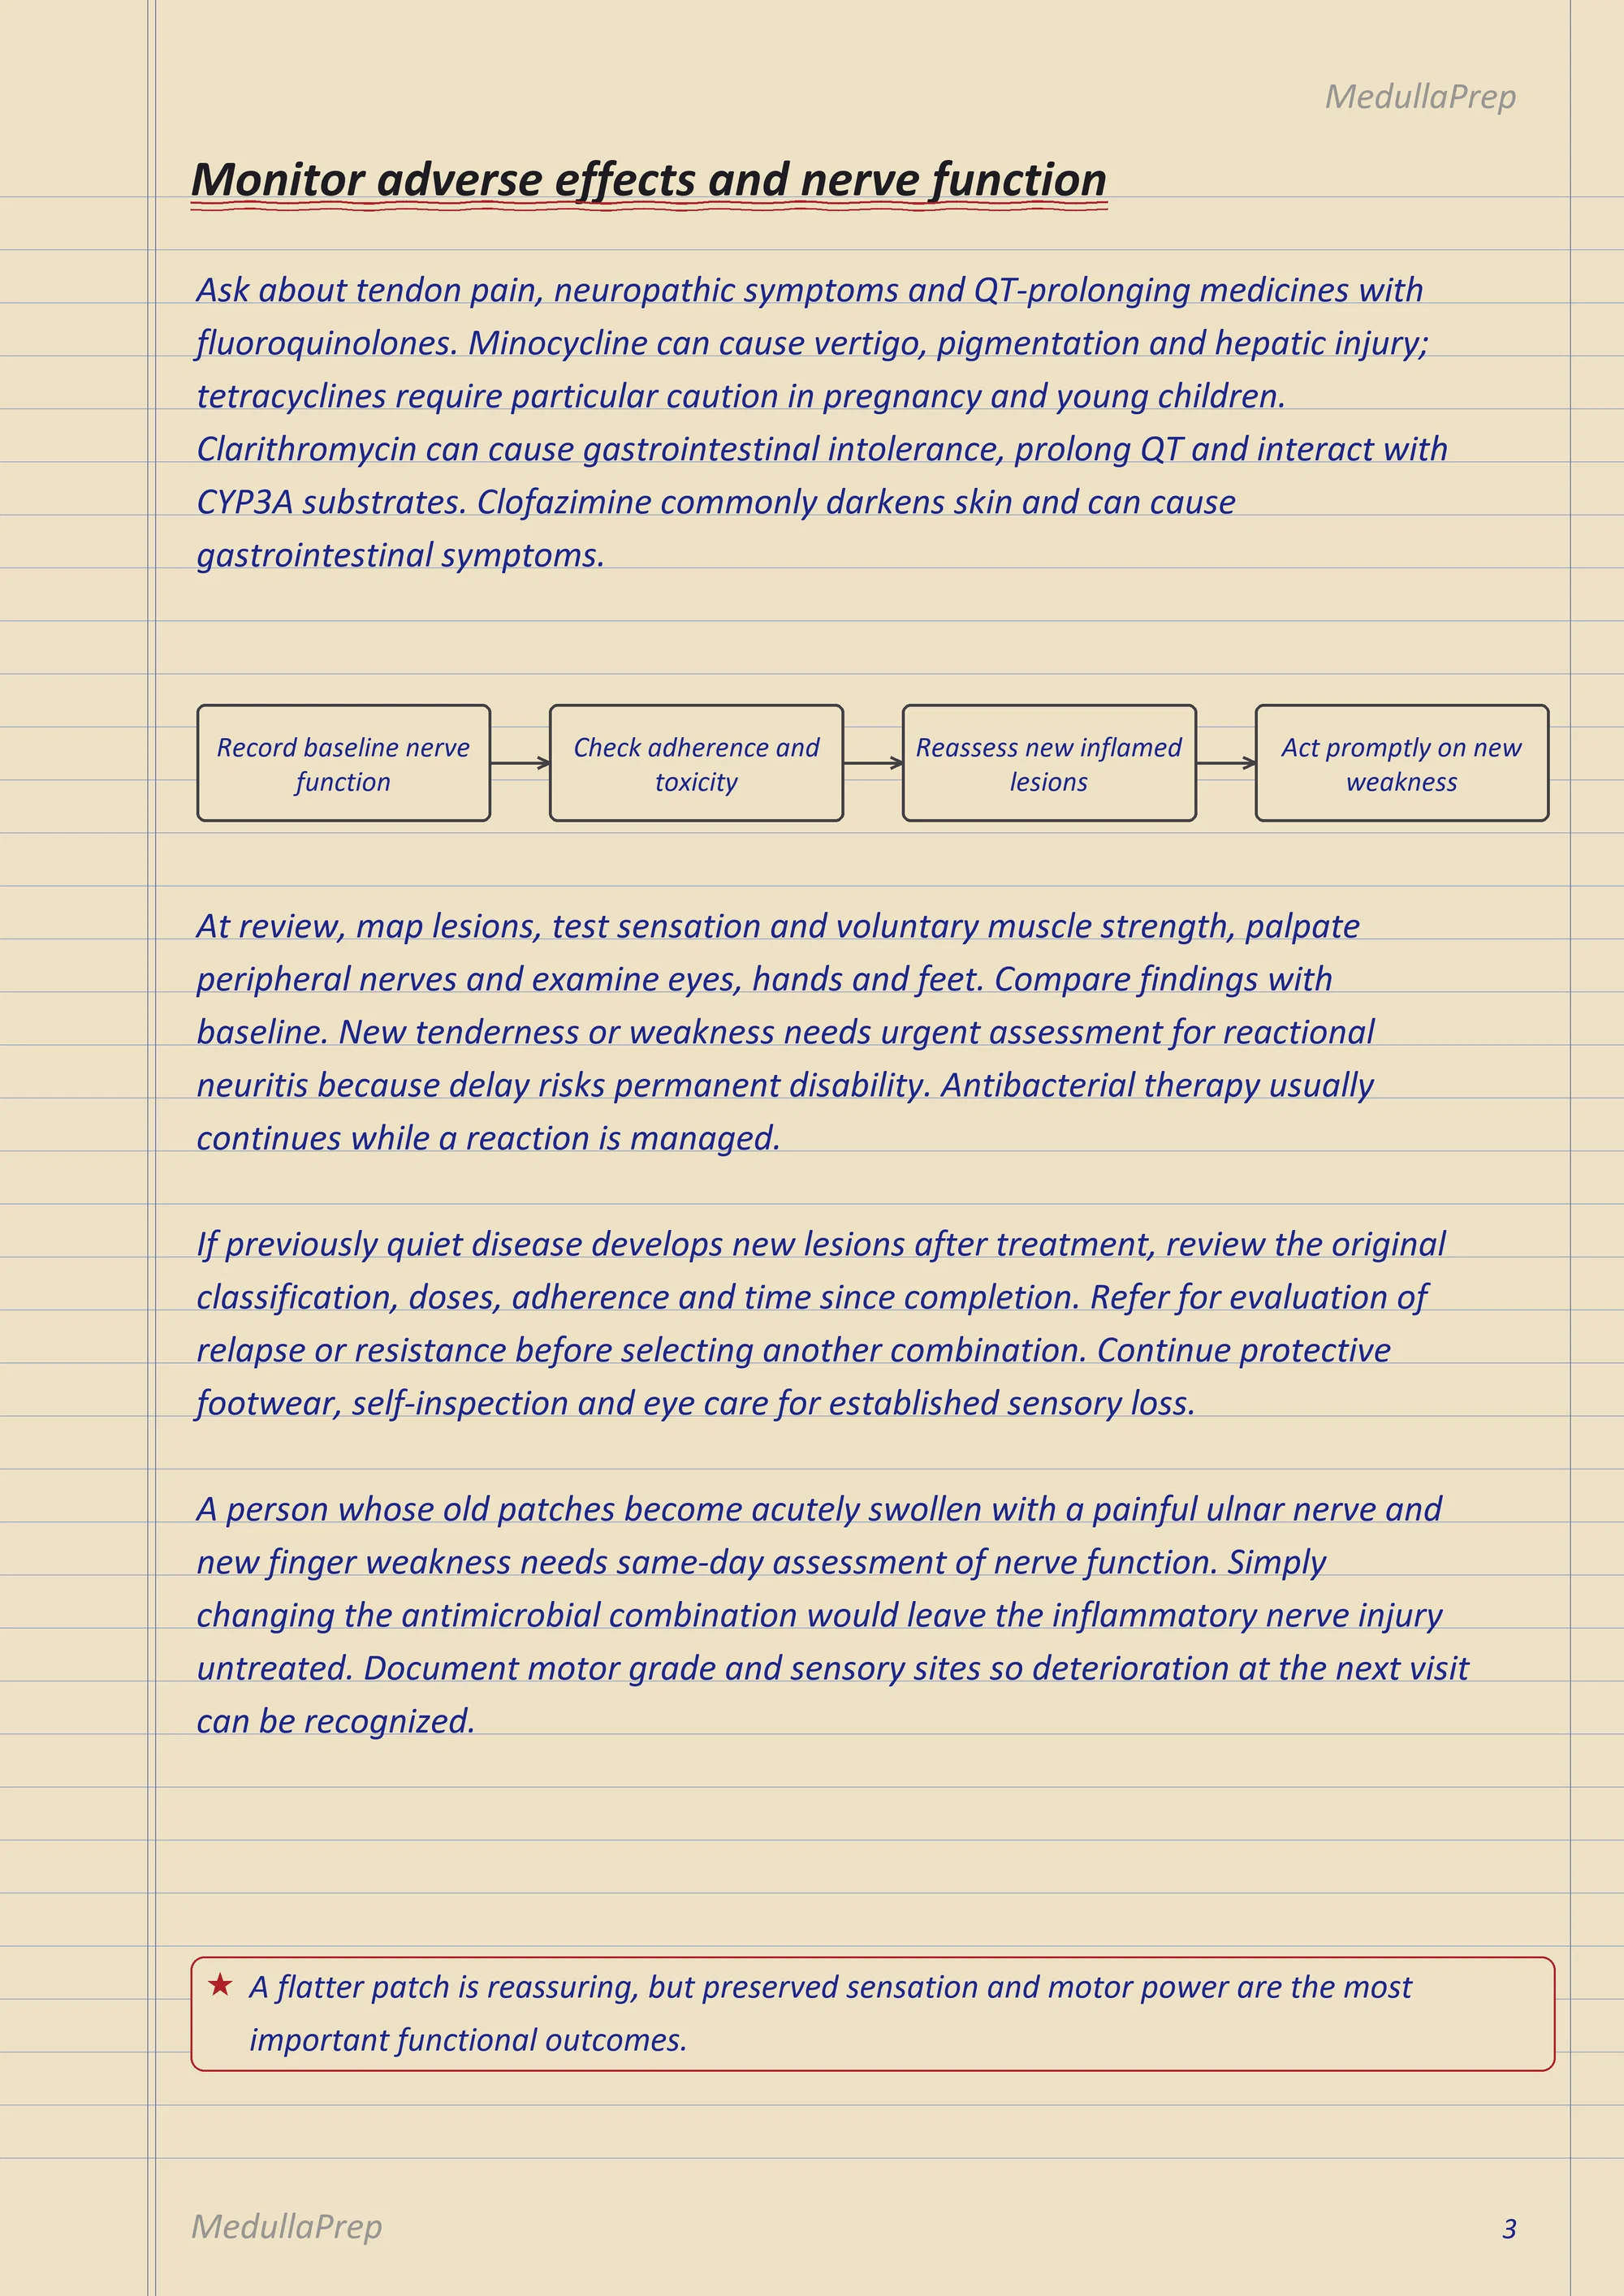 MedullaPrep
Monitor adverse effects and nerve function
Ask about tendon pain, neuropathic symptoms and QT-prolonging medicines with
fluoroquinolones. Minocycline can cause vertigo, pigmentation and hepatic injury;
tetracyclines require particular caution in pregnancy and young children.
Clarithromycin can cause gastrointestinal intolerance, prolong QT and interact with
CYP3A substrates. Clofazimine commonly darkens skin and can cause
gastrointestinal symptoms.
Record baseline nerve
function
Check adherence and
toxicity
Reassess new inflamed
lesions
Act promptly on new
weakness
At review, map lesions, test sensation and voluntary muscle strength, palpate
peripheral nerves and examine eyes, hands and feet. Compare findings with
baseline. New tenderness or weakness needs urgent assessment for reactional
neuritis because delay risks permanent disability. Antibacterial therapy usually
continues while a reaction is managed.
If previously quiet disease develops new lesions after treatment, review the original
classification, doses, adherence and time since completion. Refer for evaluation of
relapse or resistance before selecting another combination. Continue protective
footwear, self-inspection and eye care for established sensory loss.
A person whose old patches become acutely swollen with a painful ulnar nerve and
new finger weakness needs same-day assessment of nerve function. Simply
changing the antimicrobial combination would leave the inflammatory nerve injury
untreated. Document motor grade and sensory sites so deterioration at the next visit
can be recognized.
★ A flatter patch is reassuring, but preserved sensation and motor power are the most
important functional outcomes.
MedullaPrep
3